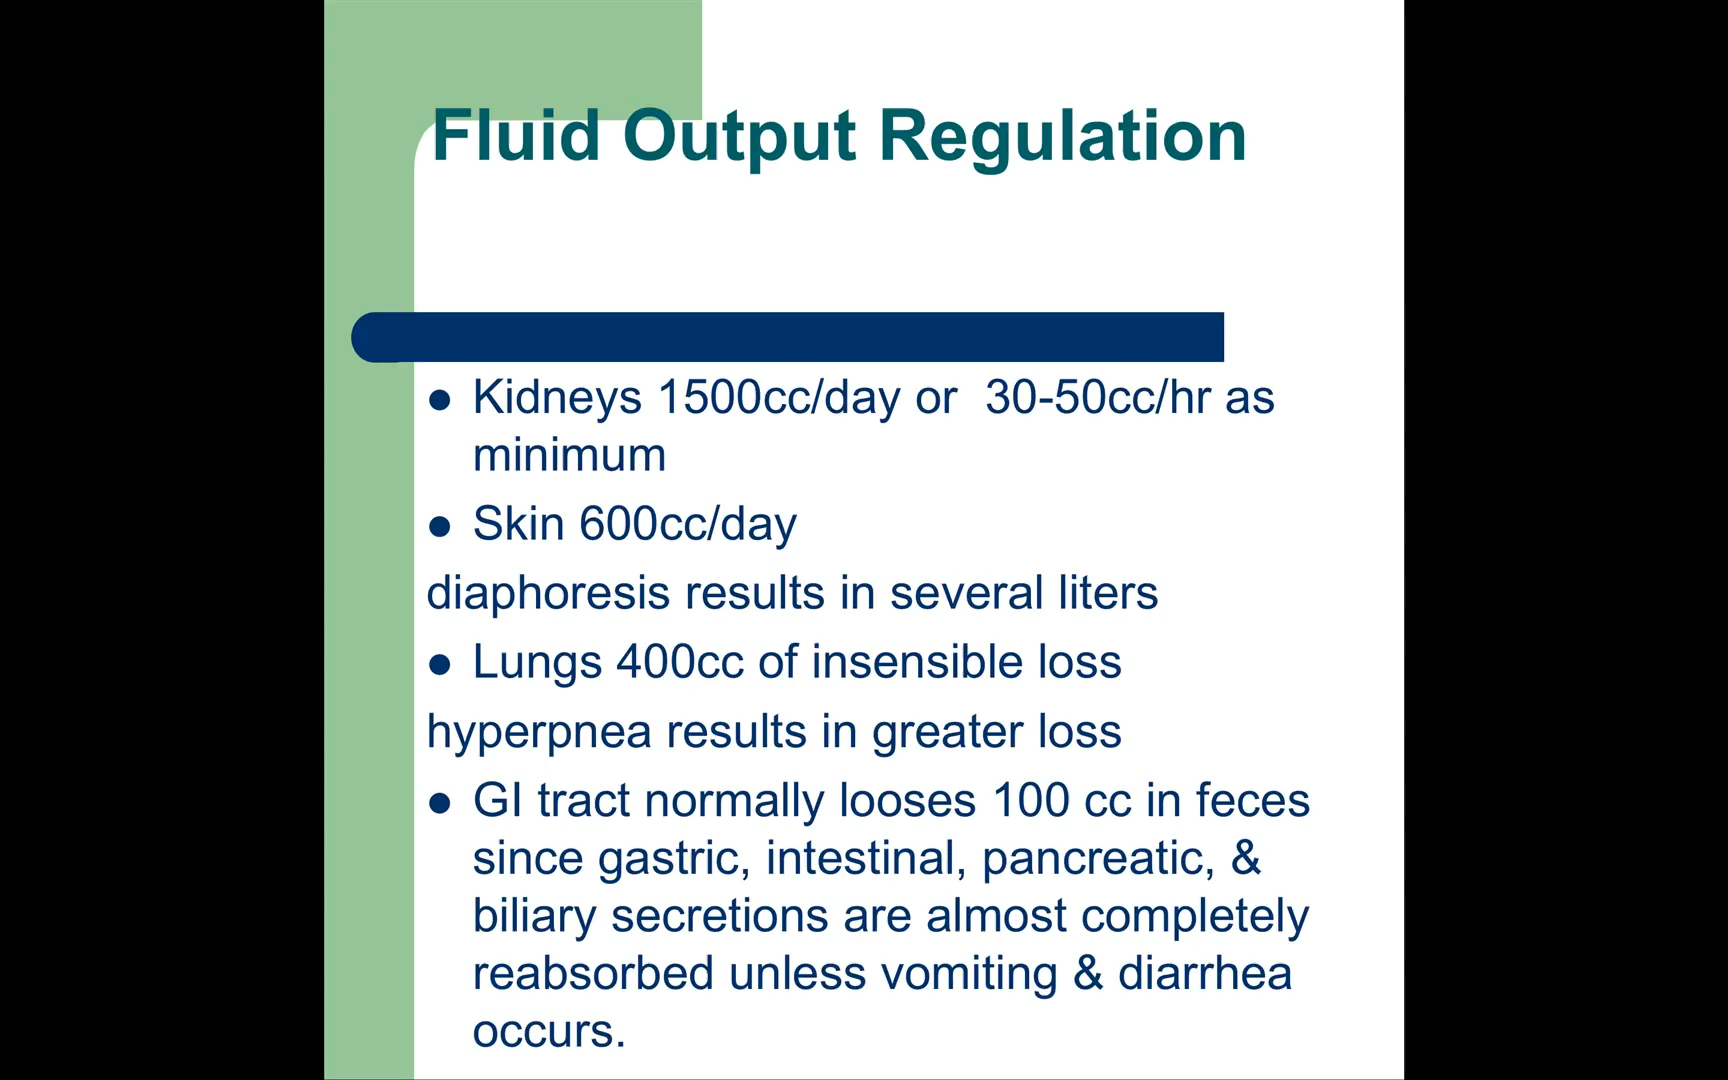 Fluid Output Regulation
● Kidneys 1500cc/day or  30-50cc/hr as
minimum
● Skin 600cc/day
diaphoresis results in several liters
● Lungs 400cc of insensible loss
hyperpnea results in greater loss
● GI tract normally looses 100 cc in feces
since gastric, intestinal, pancreatic, &
biliary secretions are almost completely
reabsorbed unless vomiting & diarrhea
occurs.